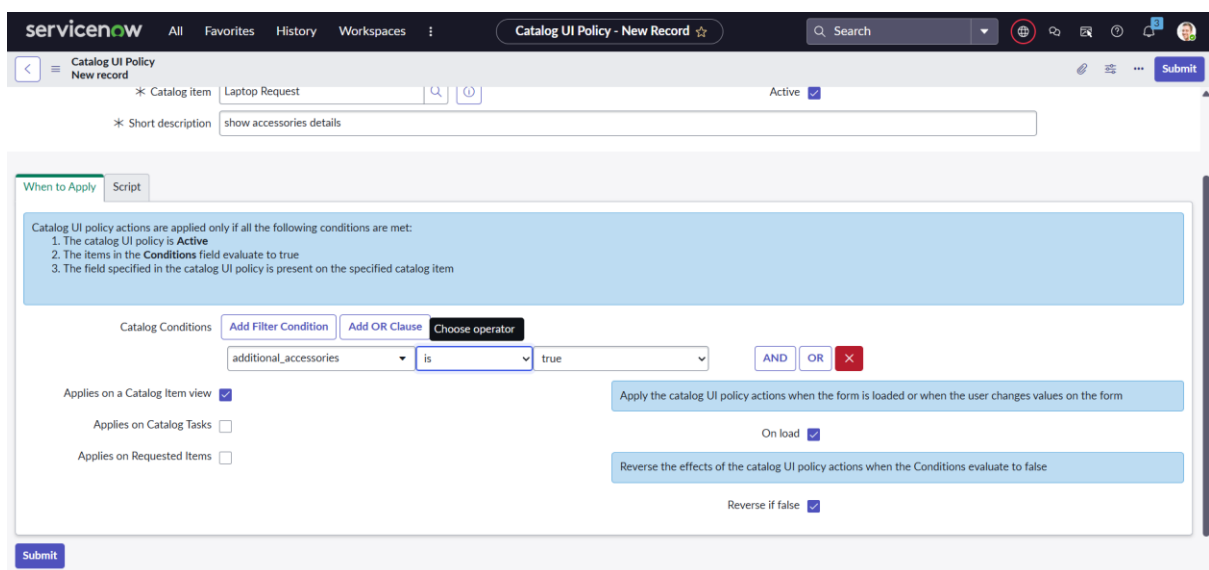 servicenow All Favorites History Workspaces Catalog UI Policy - New Record Search 3
Catalog UI Policy
New record
Submit
Catalog item Laptop Request Active
Short description show accessories details
When to Apply Script
Catalog UI policy actions are applied only if all the following conditions are met:
1. The catalog UI policy is Active
2. The items in the Conditions field evaluate to true
3. The field specified in the catalog UI policy is present on the specified catalog item
Catalog Conditions Add Filter Condition Add OR Clause Choose operator
additional_accessories is true AND OR
Applies on a Catalog Item view
Apply the catalog UI policy actions when the form is loaded or when the user changes values on the form
Applies on Catalog Tasks
On load
Applies on Requested Items
Reverse the effects of the catalog UI policy actions when the Conditions evaluate to false
Reverse if false
Submit